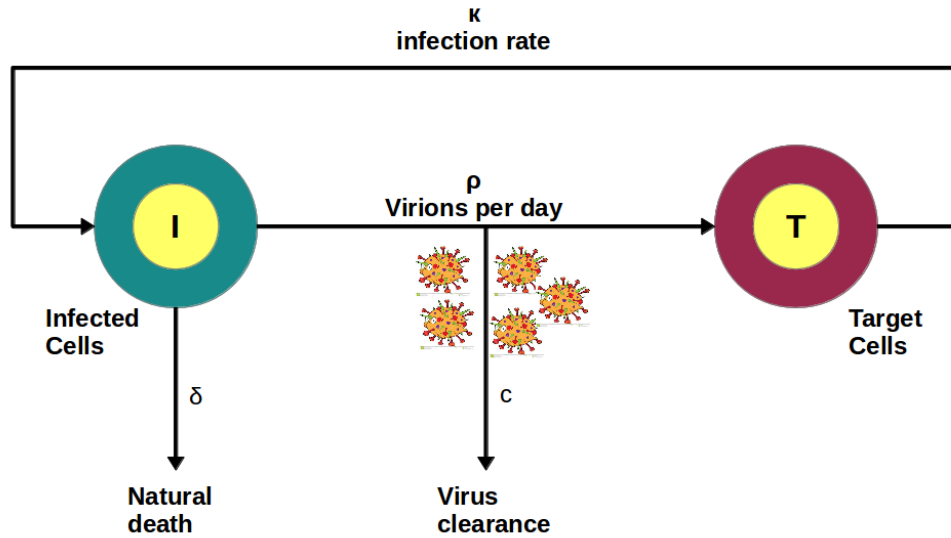 κ
infection rate
ρ
Virions per day
I
T
Infected
Cells
Target
Cells
δ
c
Natural
death
Virus
clearance